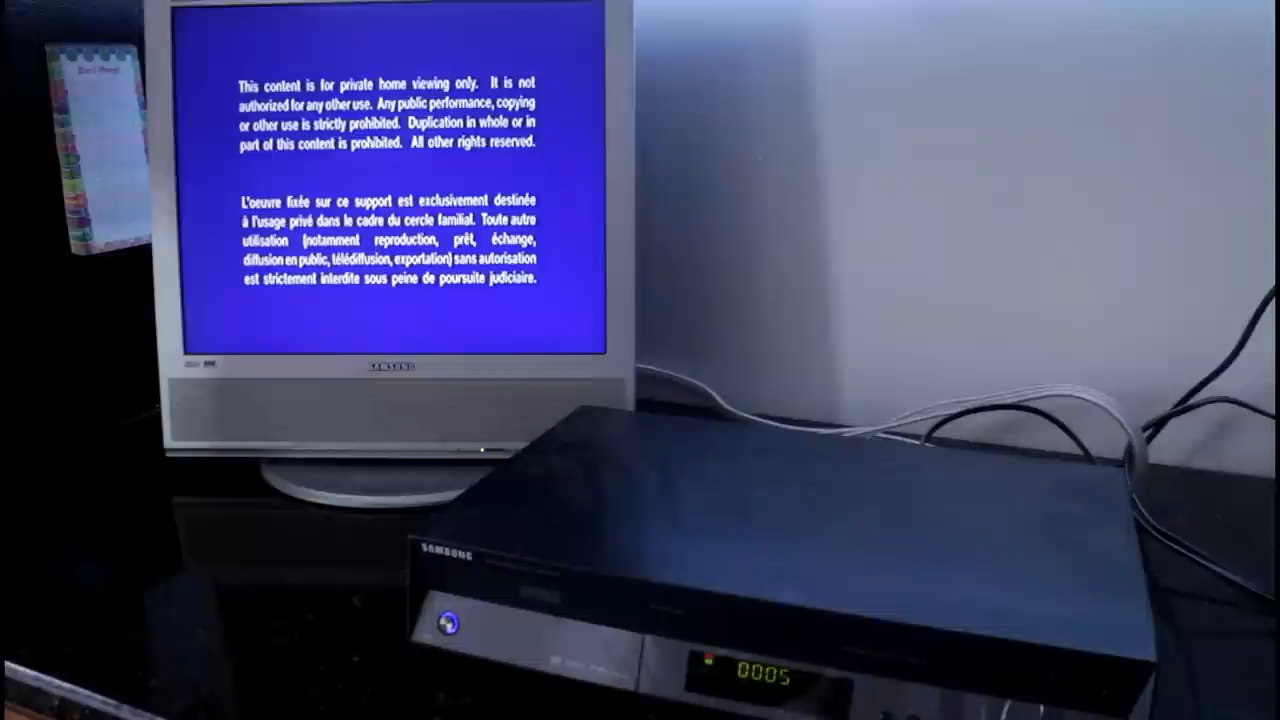 This content is for private home viewing only. It is not
authorized for any other use. Any public performance, copying
or other use is strictly prohibited. Duplication in whole or in
part of this content is prohibited. All other rights reserved.
L'oeuvre fixée sur ce support est exclusivement destinée
à l'usage privé dans le cadre du cercle familial. Toute autre
utilisation (notamment reproduction, prêt, échange,
diffusion en public, télédiffusion, exportation) sans autorisation
est strictement interdite sous peine de poursuite judiciaire.
SAMSUNG
SAMSUNG
0005